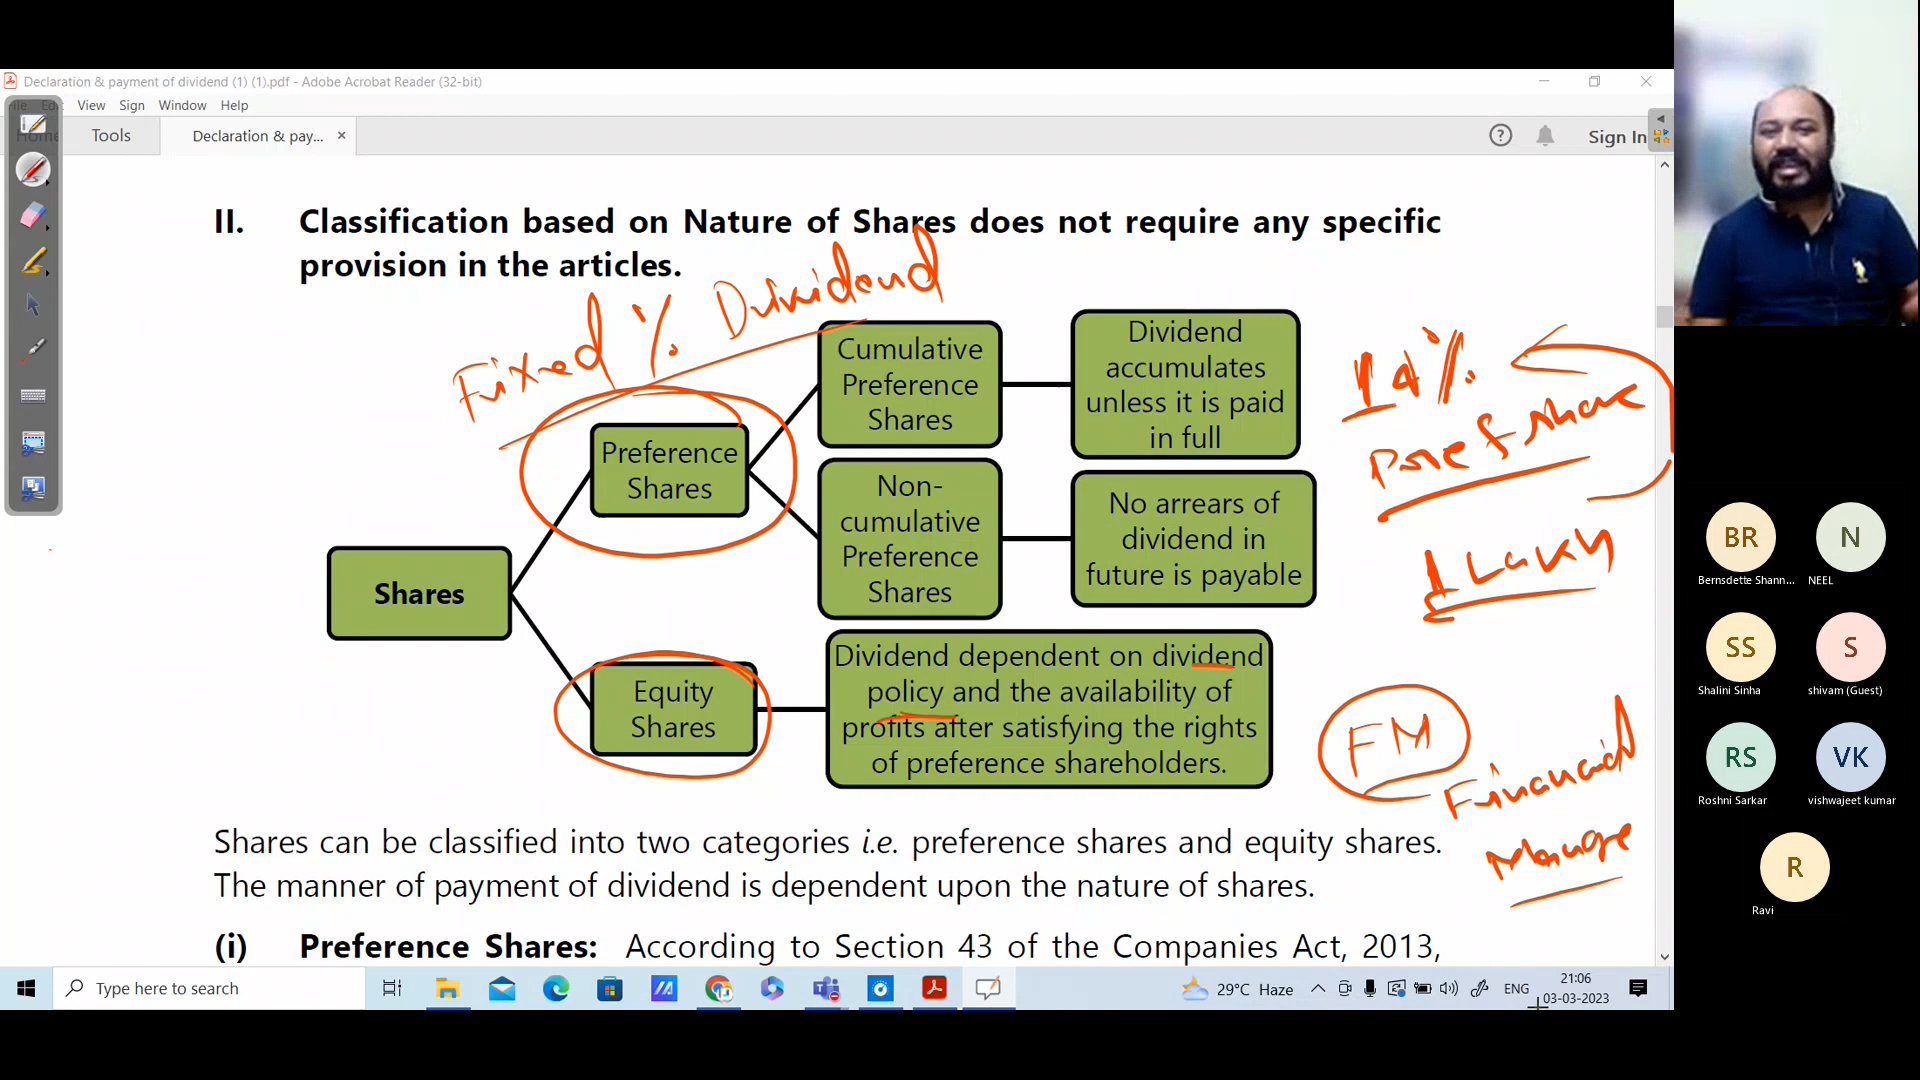 Declaration & payment of dividend (1) (1).pdf - Adobe Acrobat Reader (32-bit)
View Sign Window Help
Home Tools Declaration & pay... × Sign In
II. Classification based on Nature of Shares does not require any specific
provision in the articles.
Fixed % Dividend
Shares
Preference
Shares
Cumulative
Preference
Shares
Dividend
accumulates
unless it is paid
in full
Non-
cumulative
Preference
Shares
No arrears of
dividend in
future is payable
Equity
Shares
Dividend dependent on dividend
policy and the availability of
profits after satisfying the rights
of preference shareholders.
14%
Pref share
1 Lakh
FM
Financial
Manage
Shares can be classified into two categories i.e. preference shares and equity shares.
The manner of payment of dividend is dependent upon the nature of shares.
(i) Preference Shares: According to Section 43 of the Companies Act, 2013,
Type here to search
29°C Haze
ENG
21:06
03-03-2023
BR
Bernsdette Shann...
N
NEEL
SS
Shalini Sinha
S
shivam (Guest)
RS
Roshni Sarkar
VK
vishwajeet kumar
R
Ravi